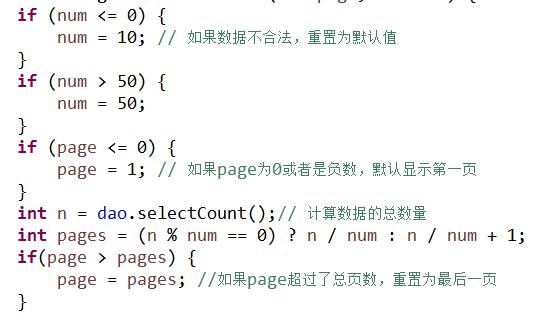 if (num <= 0) {
    num = 10; // 如果数据不合法，重置为默认值
}
if (num > 50) {
    num = 50;
}
if (page <= 0) {
    page = 1; // 如果page为0或者是负数，默认显示第一页
}
int n = dao.selectCount();// 计算数据的总数量
int pages = (n % num == 0) ? n / num : n / num + 1;
if(page > pages) {
    page = pages; //如果page超过了总页数，重置为最后一页
}